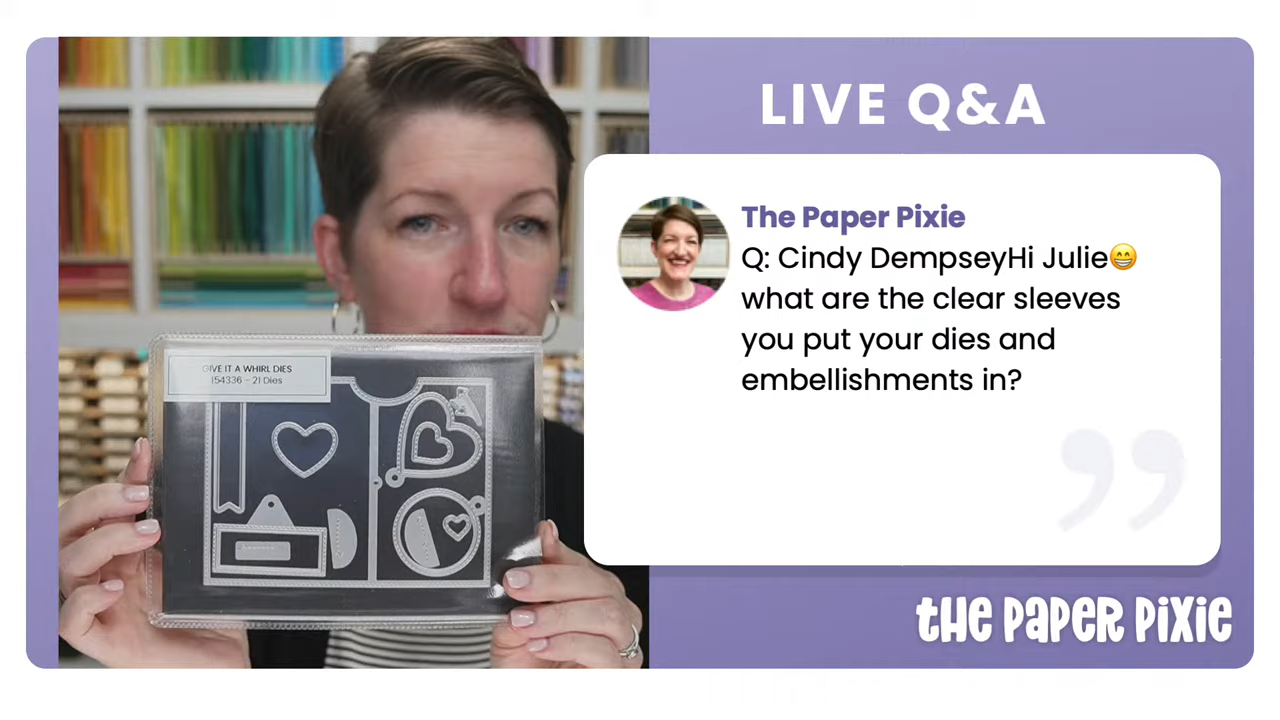 LIVE Q&A
The Paper Pixie
Q: Cindy DempseyHi Julie😁
what are the clear sleeves
you put your dies and
embellishments in?
GIVE IT A WHIRL DIES
154336 – 21 Dies
the PAPER PiXiE